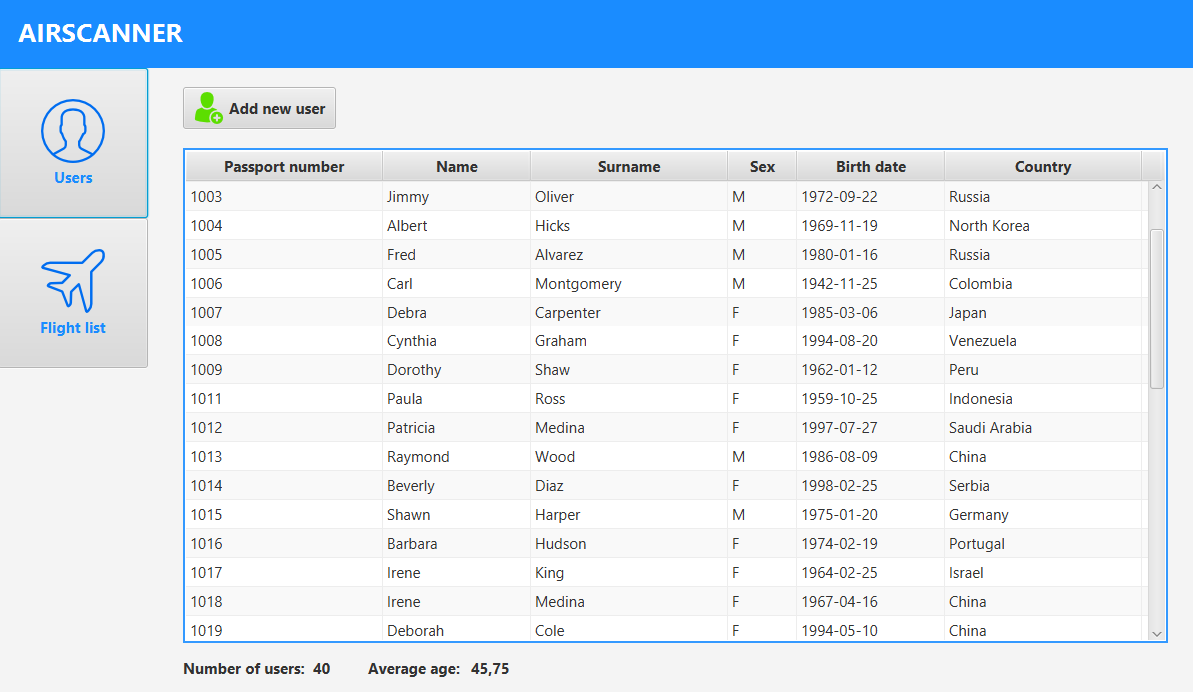 AIRSCANNER
Users
Flight list
Add new user
Passport number Name Surname Sex Birth date Country
1003 Jimmy Oliver M 1972-09-22 Russia
1004 Albert Hicks M 1969-11-19 North Korea
1005 Fred Alvarez M 1980-01-16 Russia
1006 Carl Montgomery M 1942-11-25 Colombia
1007 Debra Carpenter F 1985-03-06 Japan
1008 Cynthia Graham F 1994-08-20 Venezuela
1009 Dorothy Shaw F 1962-01-12 Peru
1011 Paula Ross F 1959-10-25 Indonesia
1012 Patricia Medina F 1997-07-27 Saudi Arabia
1013 Raymond Wood M 1986-08-09 China
1014 Beverly Diaz F 1998-02-25 Serbia
1015 Shawn Harper M 1975-01-20 Germany
1016 Barbara Hudson F 1974-02-19 Portugal
1017 Irene King F 1964-02-25 Israel
1018 Irene Medina F 1967-04-16 China
1019 Deborah Cole F 1994-05-10 China
Number of users: 40 Average age: 45,75